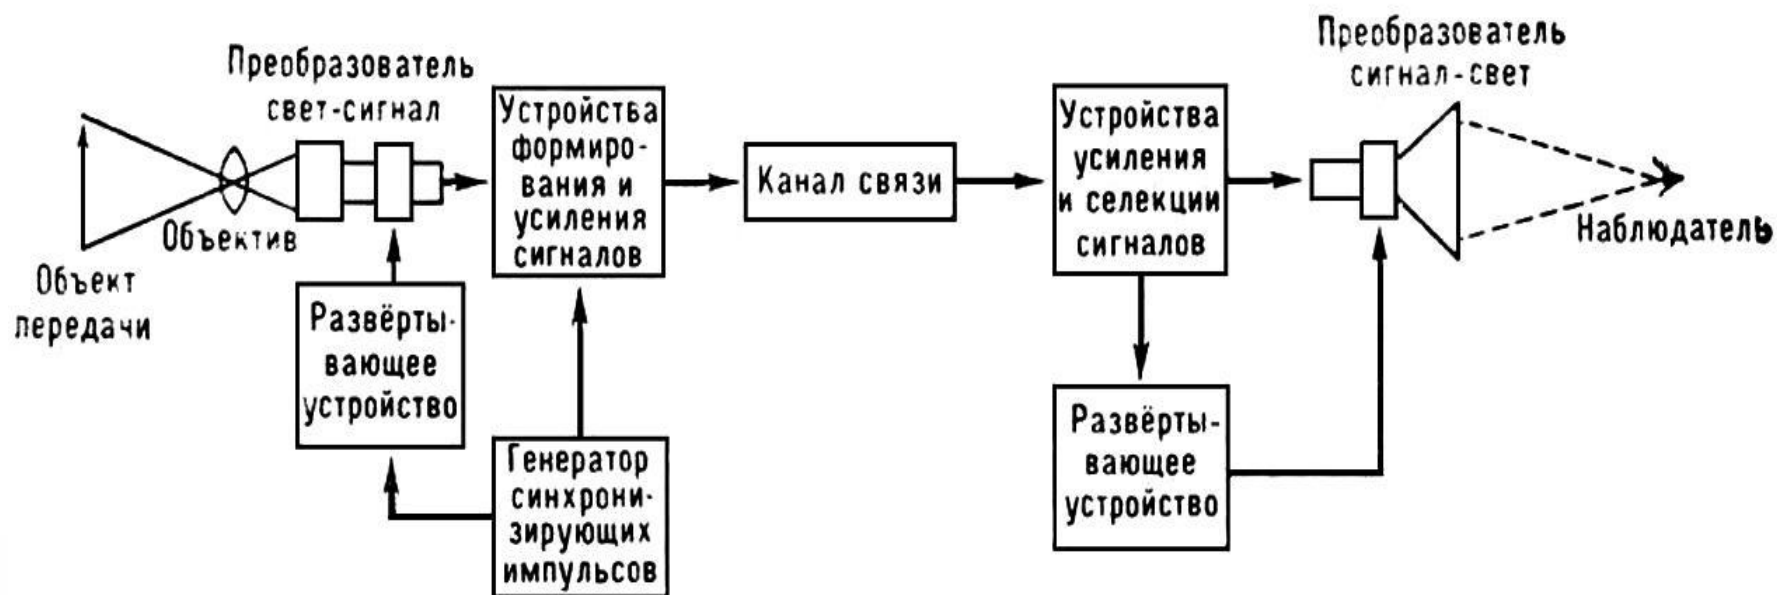 Преобразователь
свет-сигнал
Объектив
Объект
передачи
Развёрты-
вающее
устройство
Устройства
формиро-
вания и
усиления
сигналов
Генератор
синхрони-
зирующих
импульсов
Канал связи
Устройства
усиления
и селекции
сигналов
Развёрты-
вающее
устройство
Преобразователь
сигнал-свет
Наблюдатель